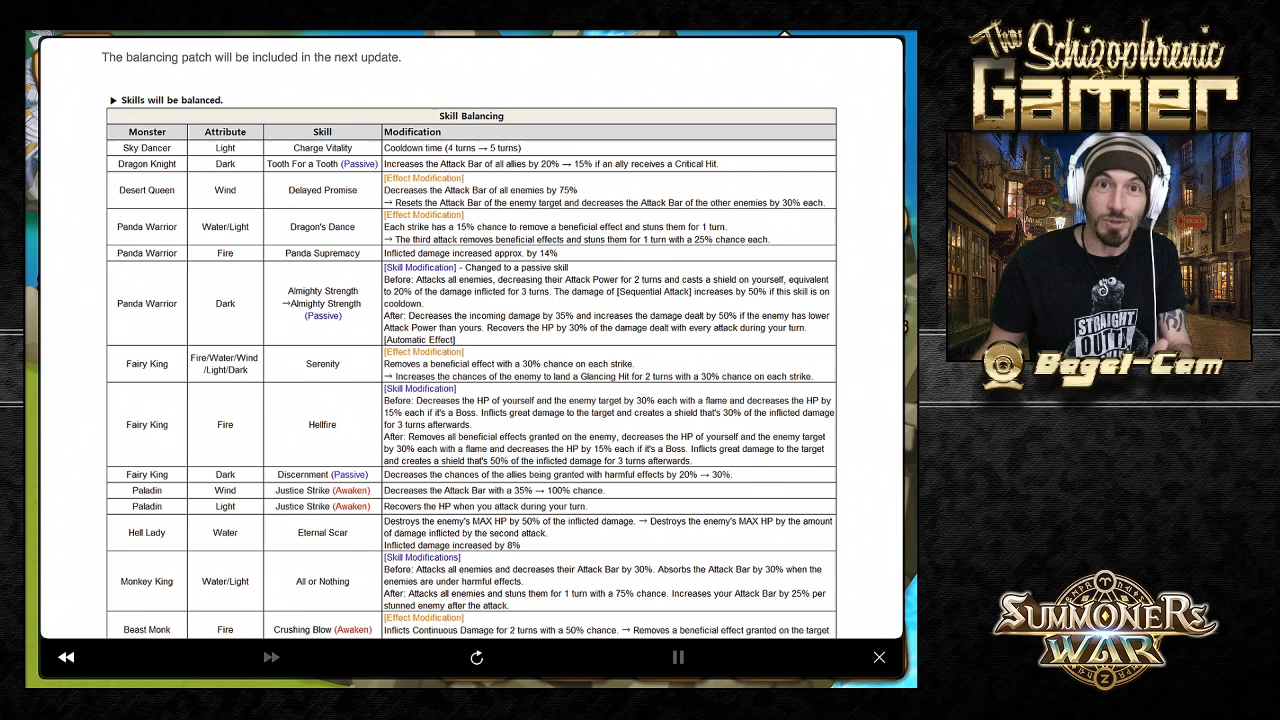 The balancing patch will be included in the next update.
▶ Skills will be balanced.
Skill Balancing
Monster Attribute Skill Modification
Sky Dancer Light Charge Vitality Cooldown time (4 turns → 5 turns)
Dragon Knight Dark Tooth For a Tooth (Passive) Increases the Attack Bar of all allies by 20% → 15% if an ally receives a Critical Hit.
Desert Queen Wind Delayed Promise
[Effect Modification]
Decreases the Attack Bar of all enemies by 75%
→ Resets the Attack Bar of the enemy target and decreases the Attack Bar of the other enemies by 30% each.
Panda Warrior Water/Light Dragon's Dance
[Effect Modification]
Each strike has a 15% chance to remove a beneficial effect and stuns them for 1 turn.
→ The third attack removes beneficial effects and stuns them for 1 turn with a 25% chance each.
Panda Warrior Fire Panda Supremacy Inflicted damage increased approx. by 14%
Panda Warrior Dark
Almighty Strength
→Almighty Strength
(Passive)
[Skill Modification] - Changed to a passive skill
Before: Attacks all enemies, decreasing their Attack Power for 2 turns and casts a shield on yourself, equivalent
to 20% of the damage inflicted for 3 turns. The damage of [Sequential Attack] increases by 50% if this skill is on
cooldown.
After: Decreases the incoming damage by 35% and increases the damage dealt by 50% if the enemy has lower
Attack Power than yours. Recovers the HP by 30% of the damage dealt with every attack during your turn.
[Automatic Effect]
Fairy King
Fire/Water/Wind
/Light/Dark
Serenity
[Effect Modification]
Removes a beneficial effect with a 30% chance on each strike.
→ Increases the chances of the enemy to land a Glancing Hit for 2 turns with a 30% chance on each strike.
Fairy King Fire Hellfire
[Skill Modification]
Before: Decreases the HP of yourself and the enemy target by 30% each with a flame and decreases the HP by
15% each if it's a Boss. Inflicts great damage to the target and creates a shield that's 30% of the inflicted damage
for 3 turns afterwards.
After: Removes all beneficial effects granted on the enemy, decreases the HP of yourself and the enemy target
by 30% each with a flame and decreases the HP by 15% each if it's a Boss. Inflicts great damage to the target
and creates a shield that's 50% of the inflicted damage for 3 turns afterwards.
Fairy King Dark Discernment (Passive) Decreases the chances of the allies being granted with harmful effects by 20% → 30%.
Paladin Wind Justice Strike (Awaken) Decreases the Attack Bar with a 35% → 100% chance.
Paladin Light Justice Strike (Awaken) Recovers the HP when you attack during your turn.
Hell Lady Water Eternal Scar
Destroys the enemy's MAX HP by 50% of the inflicted damage. → Destroys the enemy's MAX HP by the amount
of damage inflicted by the second attack.
Inflicted damage increased by 8%
Monkey King Water/Light All or Nothing
[Skill Modifications]
Before: Attacks all enemies and decreases their Attack Bar by 30%. Absorbs the Attack Bar by 30% when the
enemies are under harmful effects.
After: Attacks all enemies and stuns them for 1 turn with a 75% chance. Increases your Attack Bar by 25% per
stunned enemy after the attack.
Beast Monk Fire Crushing Blow (Awaken)
[Effect Modification]
Inflicts Continuous Damage for 2 turns with a 50% chance. → Removes a beneficial effect granted on the target
The Schizophrenic
Gamer
STRAIGHT
OUTTA
Bagel-Cam
SUMMONERS
WAR